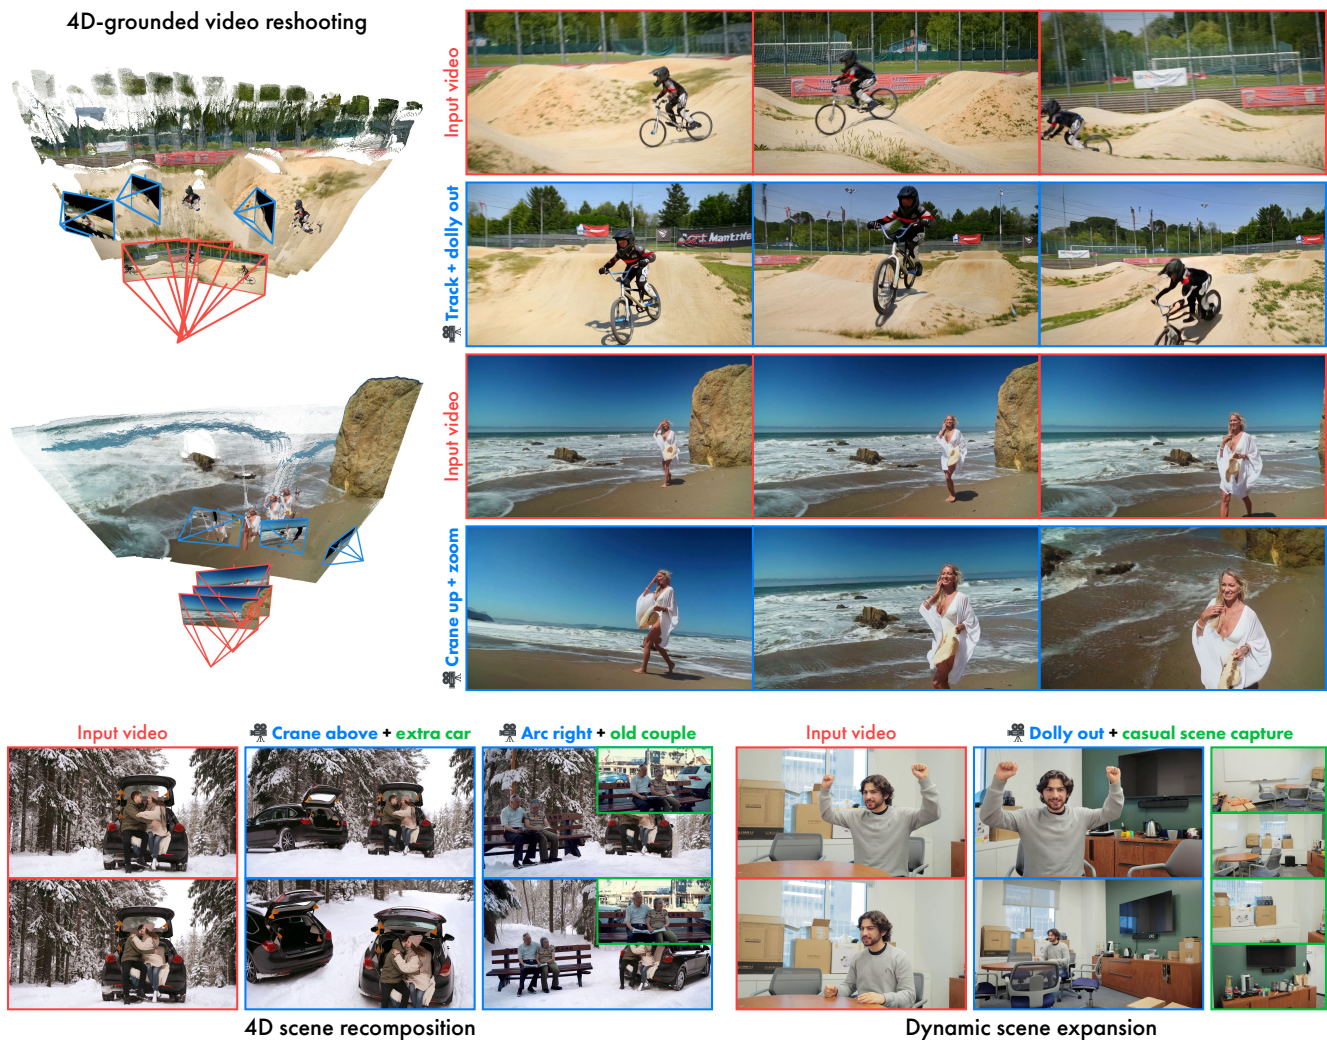 4D-grounded video reshooting
Input video
Track + dolly out
Mantife
Input video
Crane up + zoom
Input video
Crane above + extra car
Arc right + old couple
Input video
Dolly out + casual scene capture
4D scene recomposition
Dynamic scene expansion